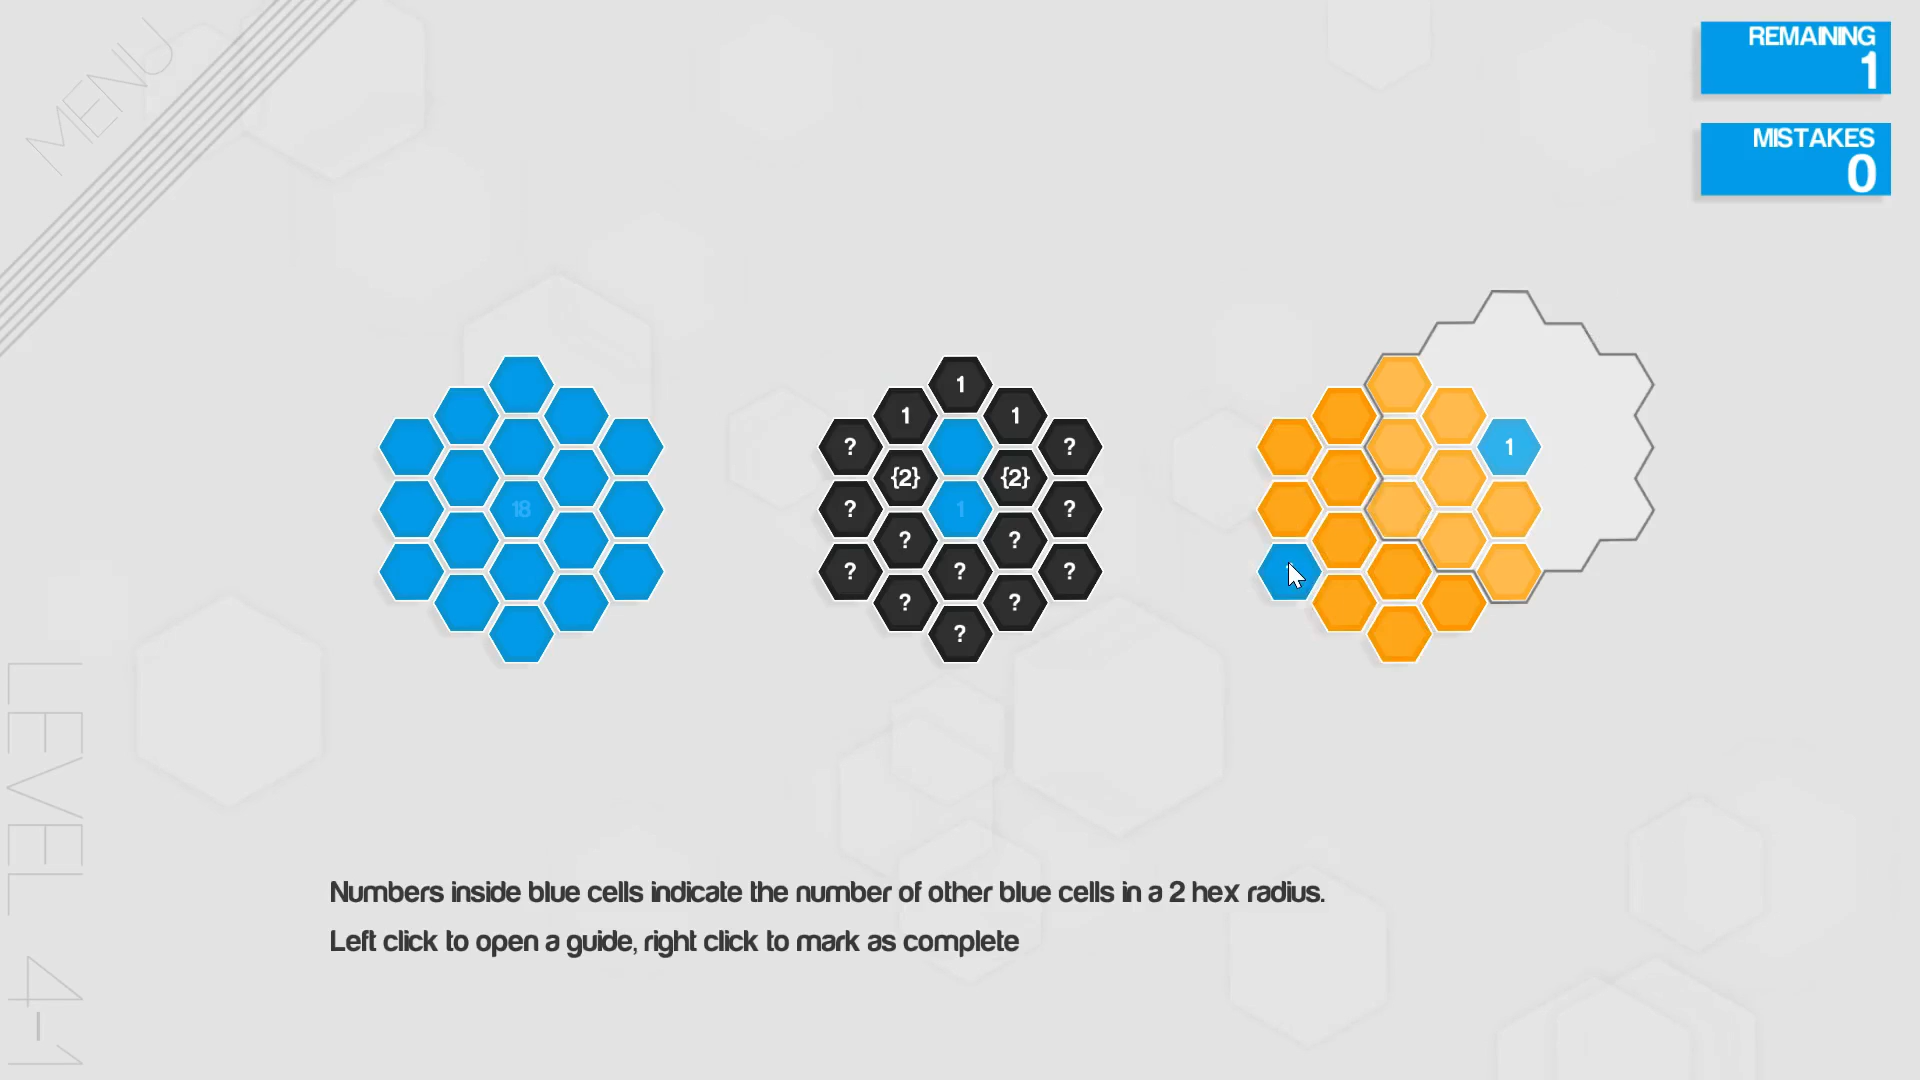 MENU
REMAINING
1
MISTAKES
0
1
1 1
? ? 1
{2} {2}
18 ? 1 ?
? ?
? ? ?
? ?
?
LEVEL 4-1
Numbers inside blue cells indicate the number of other blue cells in a 2 hex radius.
Left click to open a guide, right click to mark as complete